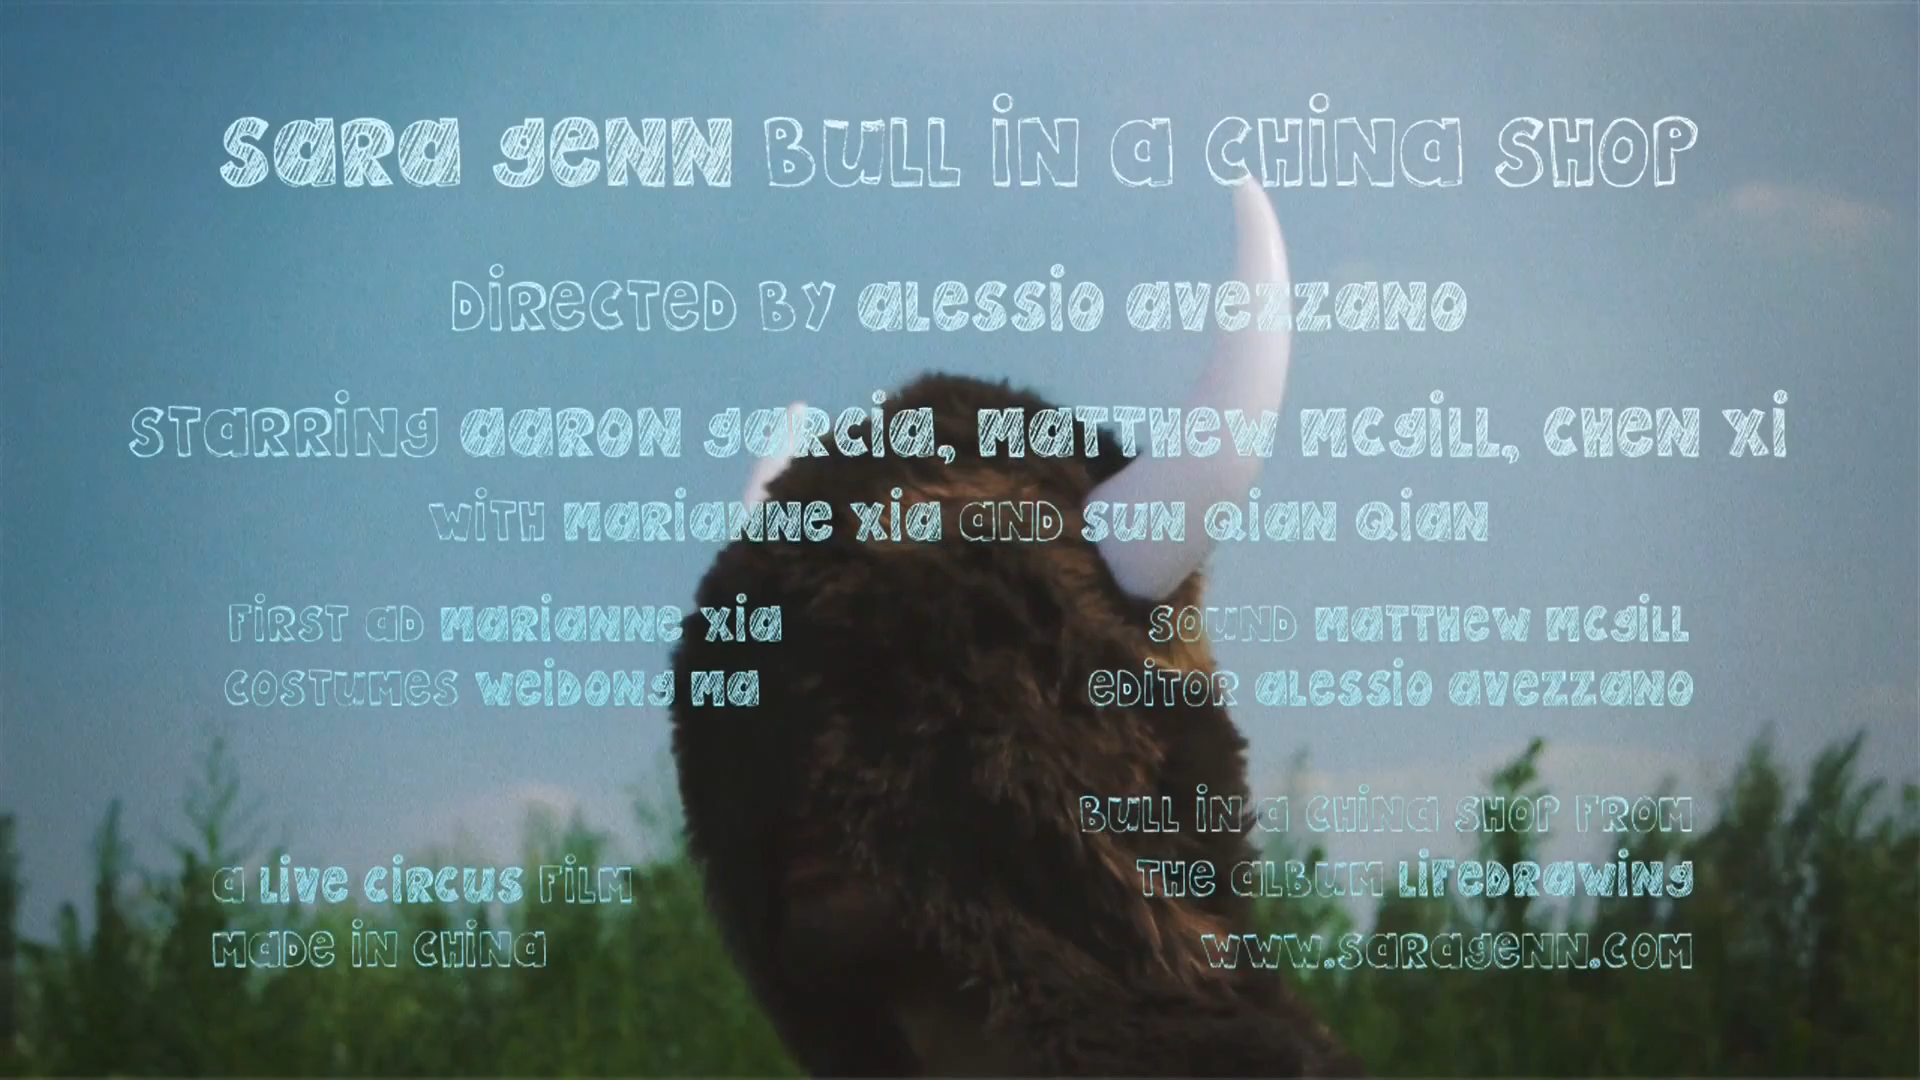 Sara Genn Bull in a China Shop
Directed by Alessio Avezzano
Starring Aaron Garcia, Matthew McGill, Chen Xi
with Marianne Xia and Sun Qian Qian
First AD Marianne Xia
Costumes Weidong Ma
Sound Matthew McGill
Editor Alessio Avezzano
A Live Circus Film
Made in China
Bull in a China Shop from
the album Lifedrawing
www.saragenn.com